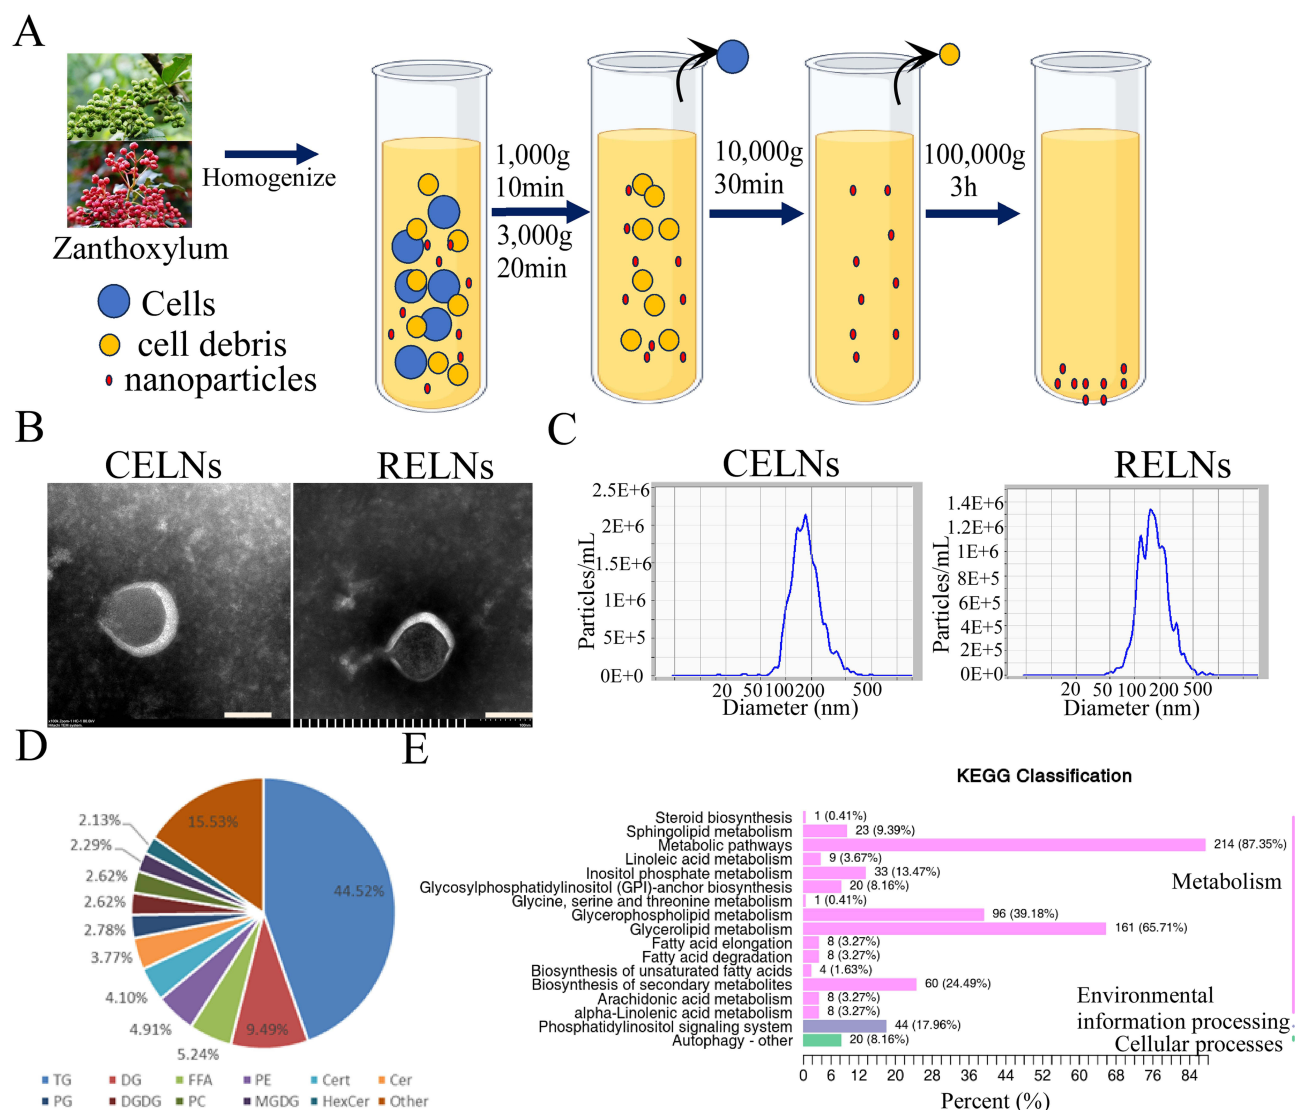 A
Zanthoxylum
Homogenize
Cells
cell debris
nanoparticles
1,000g
10min
3,000g
20min
10,000g
30min
100,000g
3h
B
CELNs
RELNs
C
CELNs
Particles/mL
2.5E+6
2E+6
1.5E+6
1E+6
5E+5
0E+0
20 50 100 200 500
Diameter (nm)
RELNs
Particles/mL
1.4E+6
1.2E+6
1E+6
8E+5
6E+5
4E+5
2E+5
0E+0
20 50 100 200 500
Diameter (nm)
D
44.52%
9.49%
5.24%
4.91%
4.10%
3.77%
2.78%
2.62%
2.62%
2.29%
2.13%
15.53%
TG DG FFA PE Cert Cer
PG DGDG PC MGDG HexCer Other
E
KEGG Classification
Steroid biosynthesis 1 (0.41%)
Sphingolipid metabolism 23 (9.39%)
Metabolic pathways 214 (87.35%)
Linoleic acid metabolism 9 (3.67%)
Inositol phosphate metabolism 33 (13.47%)
Glycosylphosphatidylinositol (GPI)-anchor biosynthesis 20 (8.16%)
Glycine, serine and threonine metabolism 1 (0.41%)
Glycerophospholipid metabolism 96 (39.18%)
Glycerolipid metabolism 161 (65.71%)
Fatty acid elongation 8 (3.27%)
Fatty acid degradation 8 (3.27%)
Biosynthesis of unsaturated fatty acids 4 (1.63%)
Biosynthesis of secondary metabolites 60 (24.49%)
Arachidonic acid metabolism 8 (3.27%)
alpha-Linolenic acid metabolism 8 (3.27%)
Phosphatidylinositol signaling system 44 (17.96%)
Autophagy - other 20 (8.16%)
Metabolism
Environmental
information processing
Cellular processes
0 6 12 20 28 36 44 52 60 68 76 84
Percent (%)